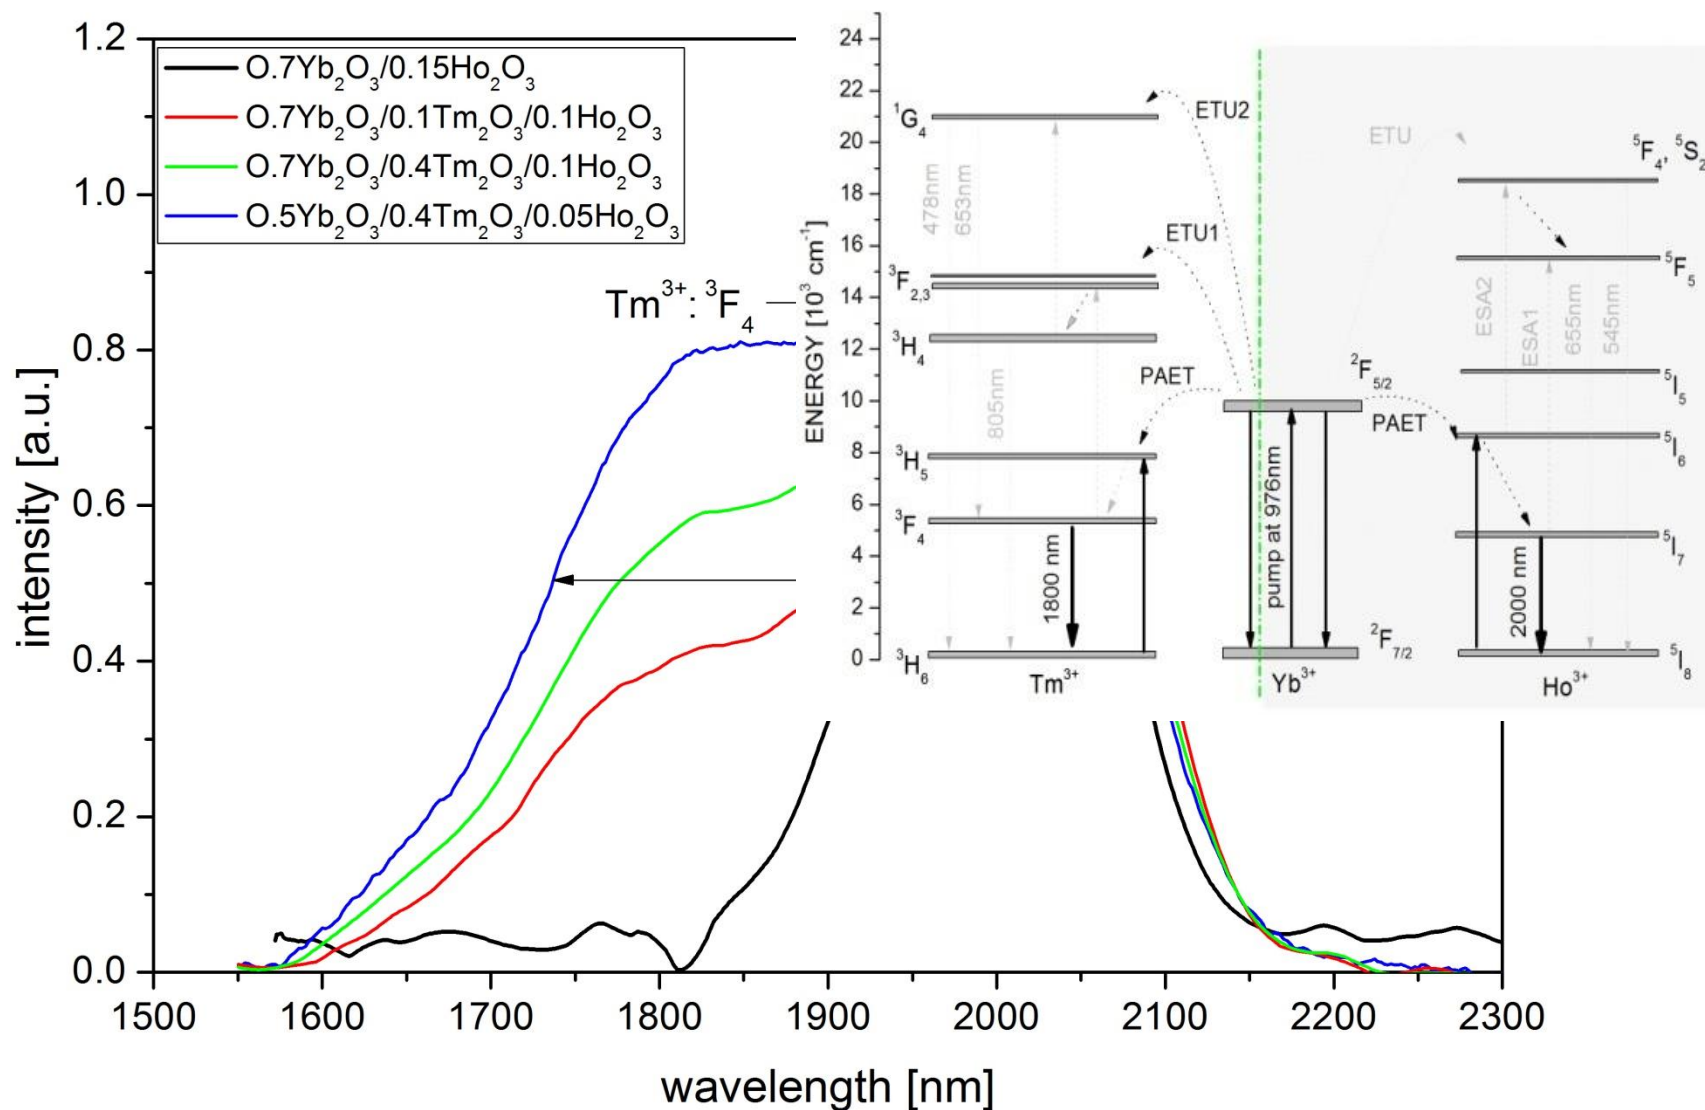 1.2
1.0
0.8
0.6
0.4
0.2
0.0
intensity [a.u.]
O.7Yb₂O₃/0.15Ho₂O₃
O.7Yb₂O₃/0.1Tm₂O₃/0.1Ho₂O₃
O.7Yb₂O₃/0.4Tm₂O₃/0.1Ho₂O₃
O.5Yb₂O₃/0.4Tm₂O₃/0.05Ho₂O₃
Tm³⁺: ³F₄
1500 1600 1700 1800 1900 2000 2100 2200 2300
wavelength [nm]
24
22
20
18
16
14
12
10
8
6
4
2
0
ENERGY [10³ cm⁻¹]
¹G₄
³F₂,₃
³H₄
³H₅
³F₄
³H₆
478nm
653nm
805nm
1800 nm
Tm³⁺
ETU2
ETU1
PAET
²F₅/₂
pump at 976nm
²F₇/₂
Yb³⁺
ETU
PAET
⁵F₄, ⁵S₂
⁵F₅
⁵I₅
⁵I₆
⁵I₇
⁵I₈
ESA2
ESA1
655nm
545nm
2000 nm
Ho³⁺